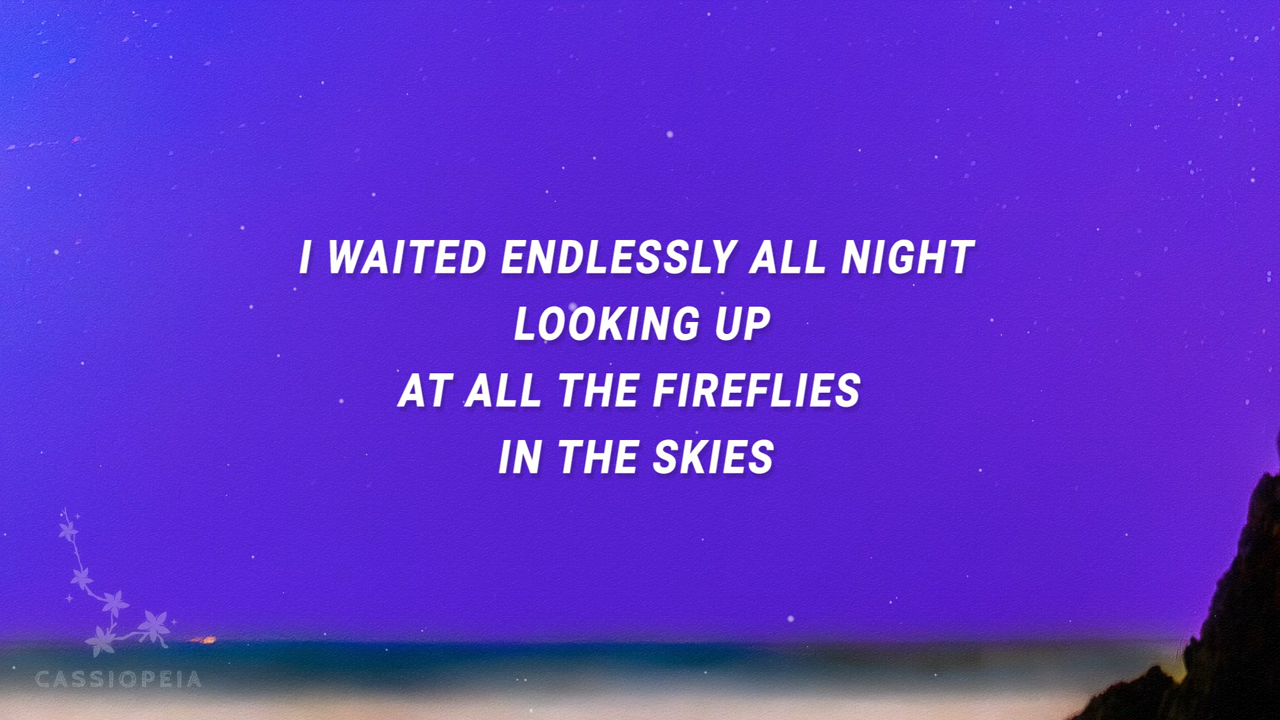 I WAITED ENDLESSLY ALL NIGHT
LOOKING UP
AT ALL THE FIREFLIES
IN THE SKIES
CASSIOPEIA